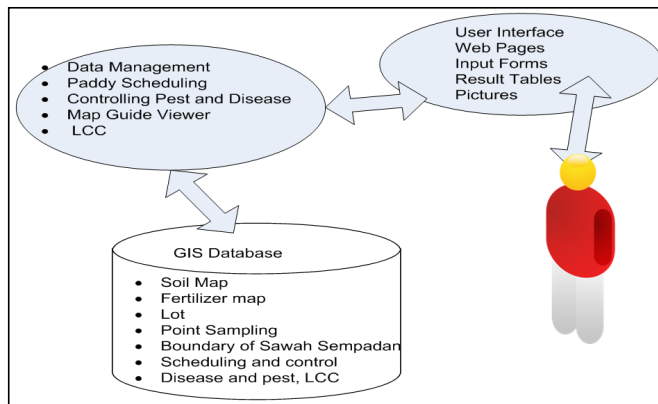 • Data Management
• Paddy Scheduling
• Controlling Pest and Disease
• Map Guide Viewer
• LCC
User Interface
Web Pages
Input Forms
Result Tables
Pictures
GIS Database
• Soil Map
• Fertilizer map
• Lot
• Point Sampling
• Boundary of Sawah Sempadan
• Scheduling and control
• Disease and pest, LCC